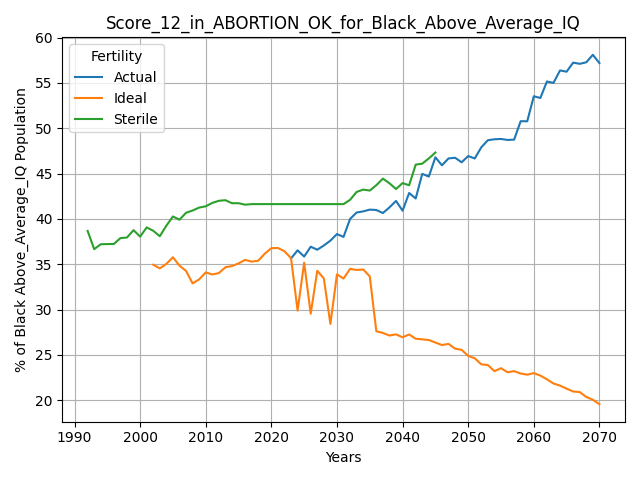 Score_12_in_ABORTION_OK_for_Black_Above_Average_IQ
% of Black Above_Average_IQ Population
60
55
50
45
40
35
30
25
20
Fertility
Actual
Ideal
Sterile
1990 2000 2010 2020 2030 2040 2050 2060 2070
Years